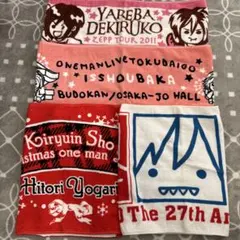 YAREBA
DEKIRUKO
ZEPP TOUR 2011
ONEMANLIVETOKUBAIGO
ISSHOUBAKA
BUDOKAN/OSAKA-JO HALL
Kiryuin Sho
stmas one man
Hitori Yogari
The 27th An